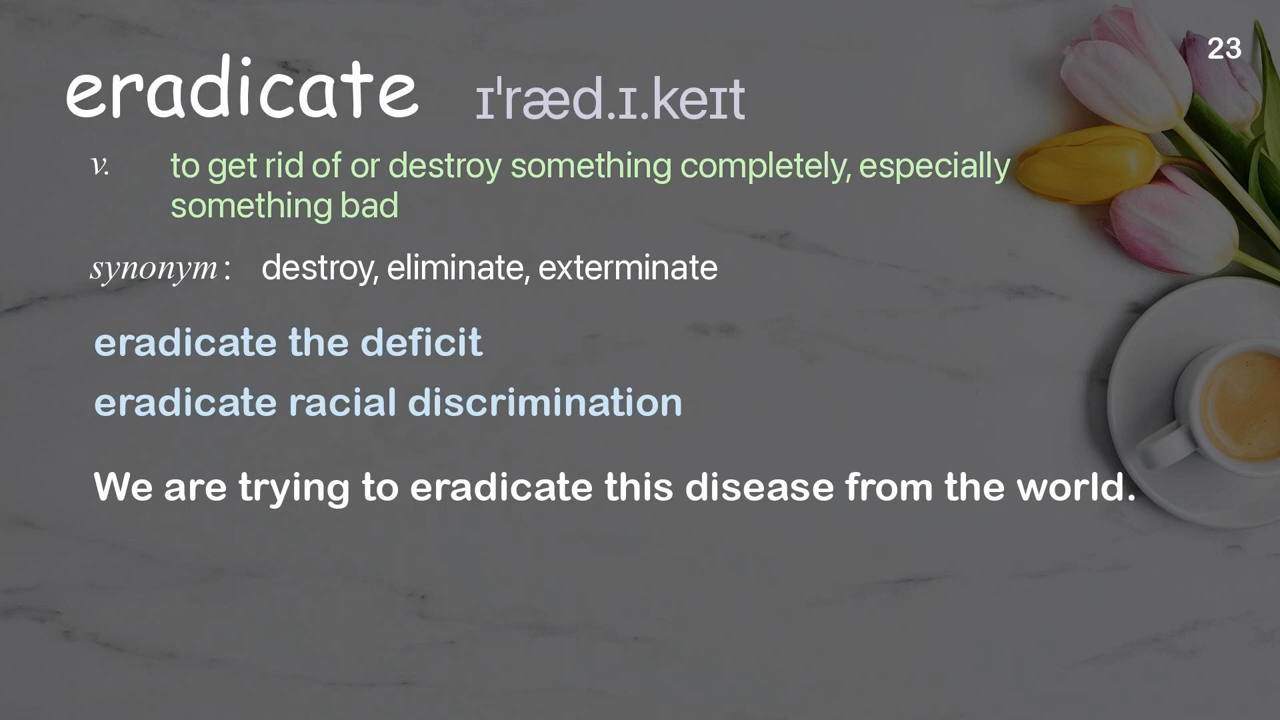 23
eradicate ɪˈræd.ɪ.keɪt
v. to get rid of or destroy something completely, especially
something bad
synonym: destroy, eliminate, exterminate
eradicate the deficit
eradicate racial discrimination
We are trying to eradicate this disease from the world.